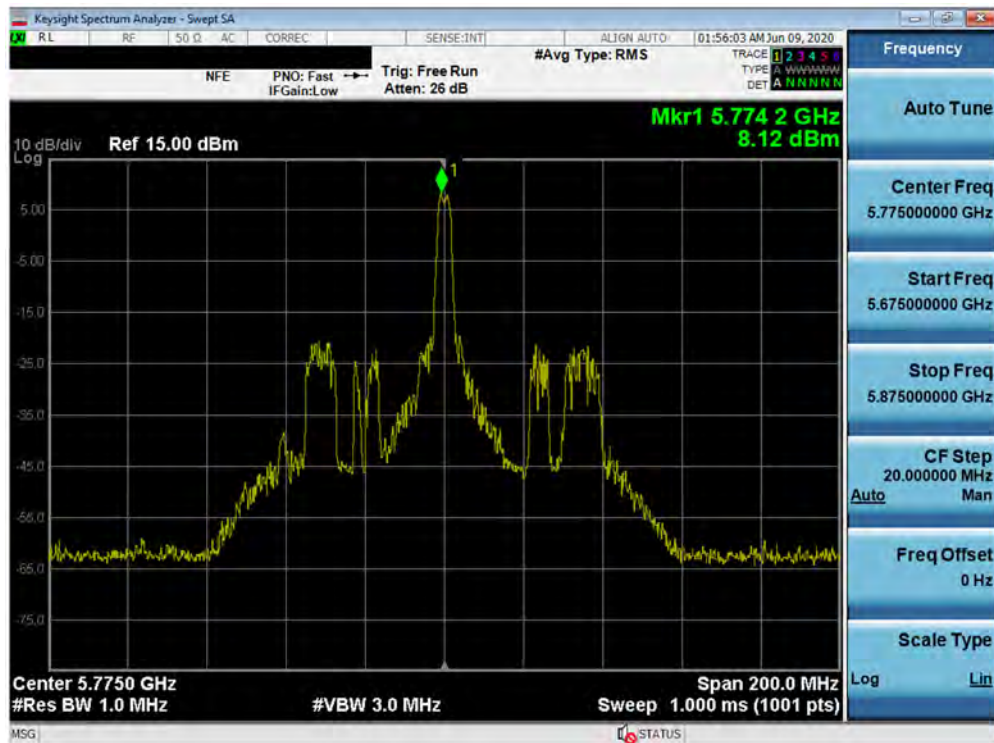 Keysight Spectrum Analyzer - Swept SA
LXI RL RF 50 Ω AC CORREC SENSE:INT ALIGN AUTO 01:56:03 AM Jun 09, 2020
NFE PNO: Fast Trig: Free Run #Avg Type: RMS TRACE 1 2 3 4 5 6
IFGain:Low Atten: 26 dB TYPE A WWWWW
DET A N N N N N
Mkr1 5.774 2 GHz
8.12 dBm
10 dB/div Ref 15.00 dBm
Log
1
5.00
-5.00
-15.0
-25.0
-35.0
-45.0
-55.0
-65.0
-75.0
Center 5.7750 GHz Span 200.0 MHz
#Res BW 1.0 MHz #VBW 3.0 MHz Sweep 1.000 ms (1001 pts)
MSG STATUS
Frequency
Auto Tune
Center Freq
5.775000000 GHz
Start Freq
5.675000000 GHz
Stop Freq
5.875000000 GHz
CF Step
20.000000 MHz
Auto Man
Freq Offset
0 Hz
Scale Type
Log Lin